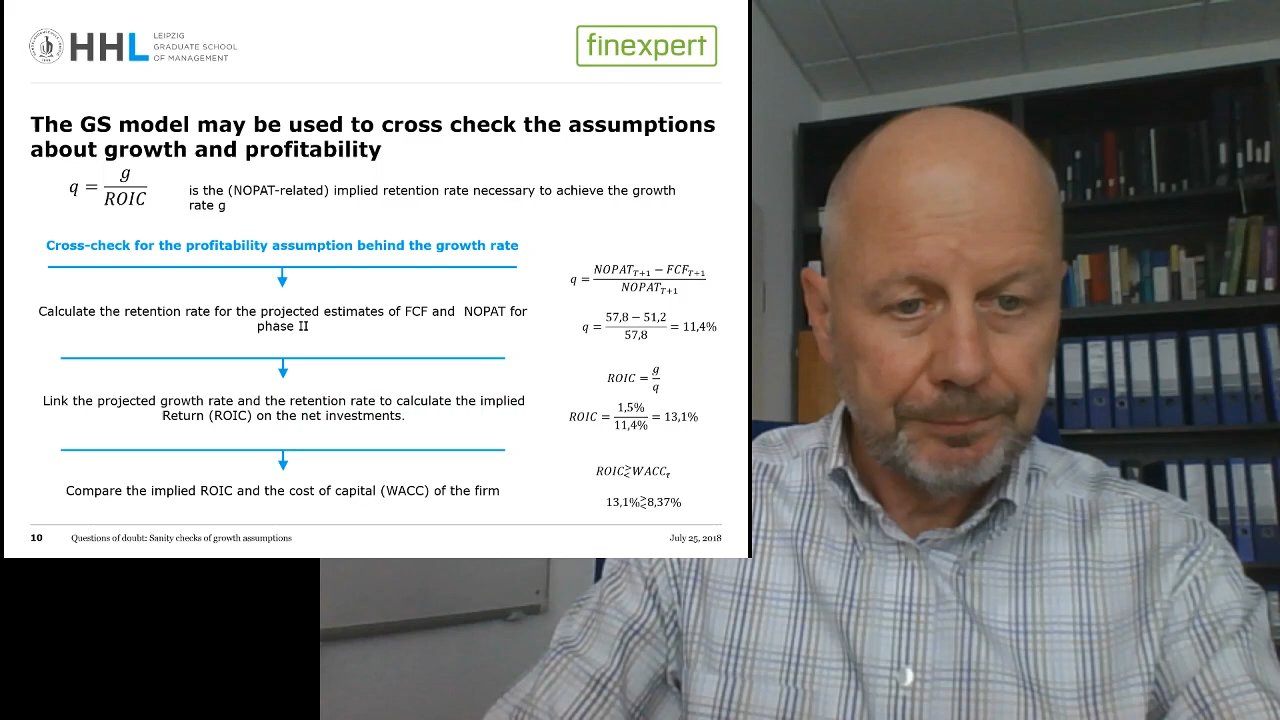 HHL
LEIPZIG
GRADUATE SCHOOL
OF MANAGEMENT
finexpert
The GS model may be used to cross check the assumptions
about growth and profitability
q = g / ROIC
is the (NOPAT-related) implied retention rate necessary to achieve the growth
rate g
Cross-check for the profitability assumption behind the growth rate
q = (NOPAT_{T+1} − FCF_{T+1}) / NOPAT_{T+1}
Calculate the retention rate for the projected estimates of FCF and NOPAT for
phase II
q = (57,8 − 51,2) / 57,8 = 11,4%
ROIC = g / q
Link the projected growth rate and the retention rate to calculate the implied
Return (ROIC) on the net investments.
ROIC = 1,5% / 11,4% = 13,1%
ROIC ≷ WACC_τ
Compare the implied ROIC and the cost of capital (WACC) of the firm
13,1% ≷ 8,37%
10 Questions of doubt: Sanity checks of growth assumptions July 25, 2018